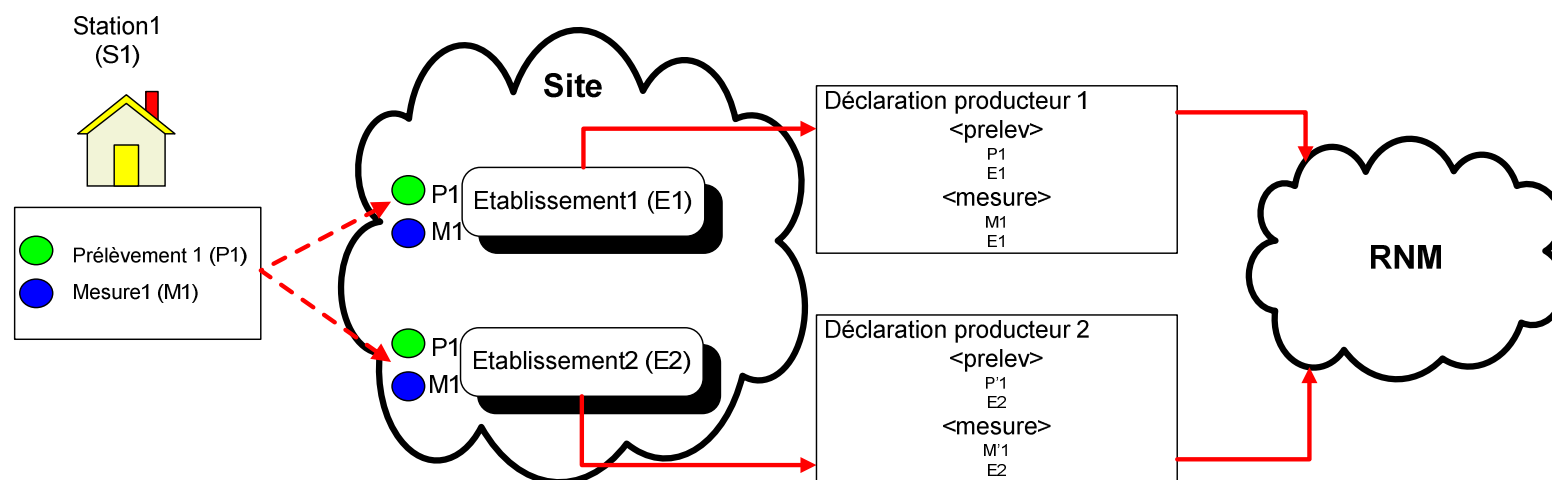 Station1
(S1)
Prélèvement 1 (P1)
Mesure1 (M1)
Site
P1
Etablissement1 (E1)
M1
P1
Etablissement2 (E2)
M1
Déclaration producteur 1
<prelev>
P1
E1
<mesure>
M1
E1
Déclaration producteur 2
<prelev>
P'1
E2
<mesure>
M'1
E2
RNM